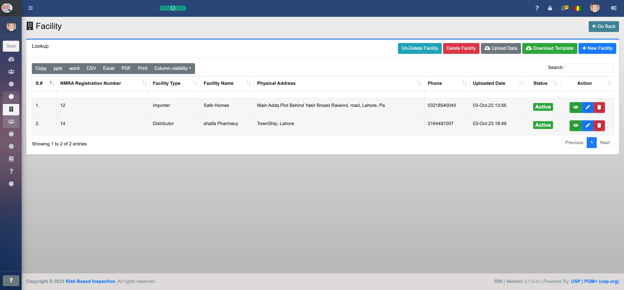 Facility
Go Back
Lookup
Un-Delete Facility
Delete Facility
Upload Data
Download Template
+ New Facility
Copy pptx word CSV Excel PDF Print Column visibility
Search:
S.# NMRA Registration Number Facility Type Facility Name Physical Address Phone Uploaded Date Status Action
1. 12 Importer Safe Homes Main Adda Plot Behind Yasir Broast Raiwind, road, Lahore, Pa 03218540040 03-Oct-23 13:56 Active
2. 14 Distributor shaifa Pharmacy TownShip, Lahore 3164491007 03-Oct-23 18:49 Active
Showing 1 to 2 of 2 entries
Previous 1 Next
Copyright © 2023 Risk Based Inspection. All rights reserved.
RBI | Version 3.1.0-rc | Powered By: USP | PQM+ (usp.org)